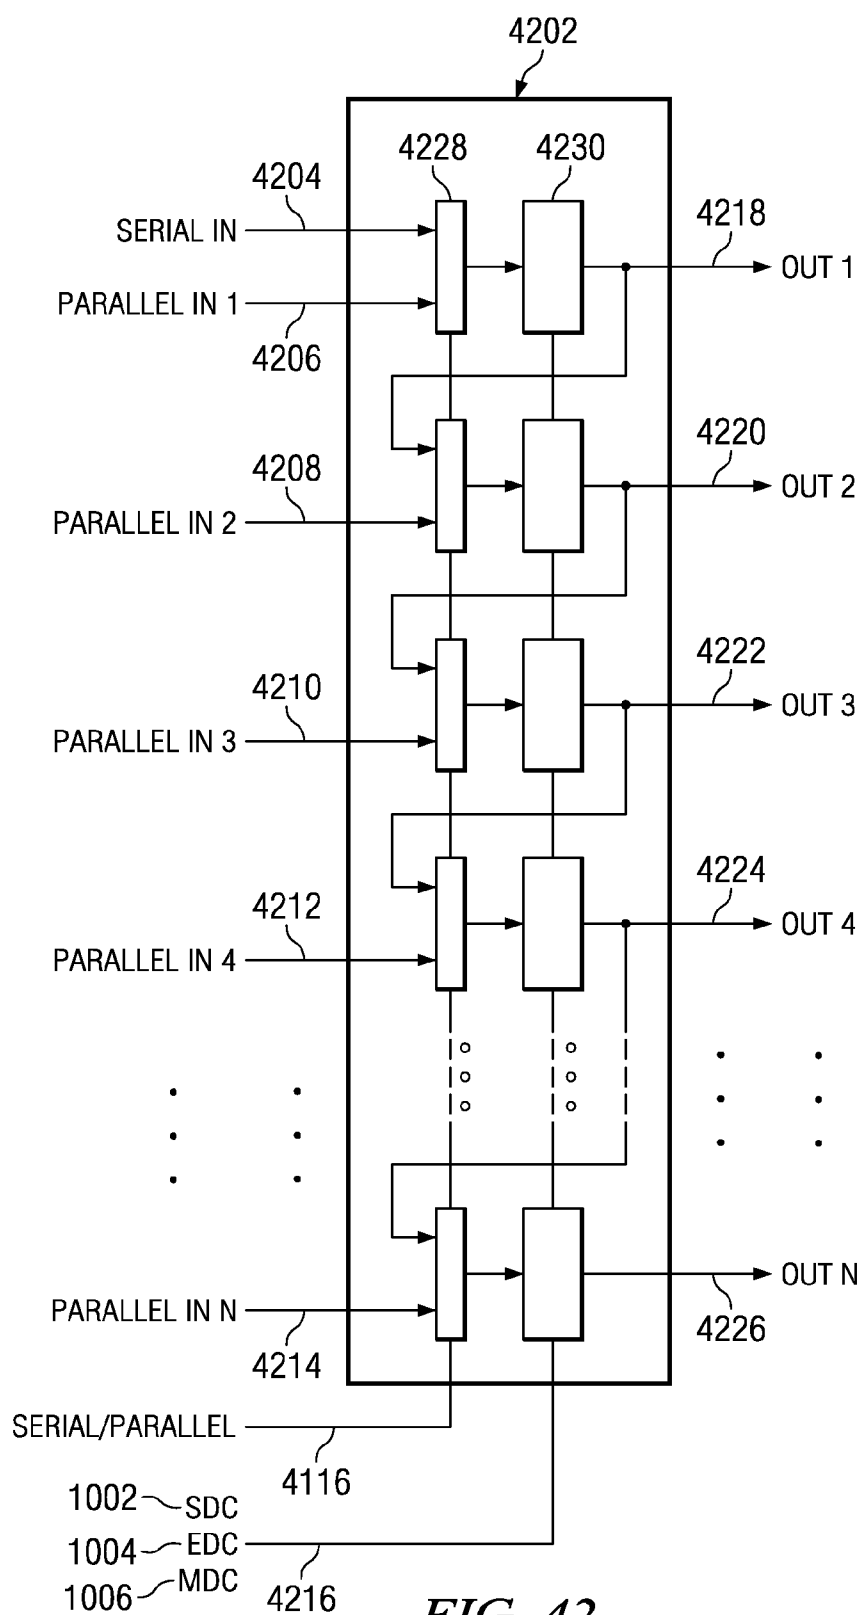 4202
4228
4230
4204
SERIAL IN
4218
OUT 1
PARALLEL IN 1
4206
4208
PARALLEL IN 2
4220
OUT 2
4210
PARALLEL IN 3
4222
OUT 3
4212
PARALLEL IN 4
4224
OUT 4
PARALLEL IN N
4214
OUT N
4226
SERIAL/PARALLEL
4116
1002 SDC
1004 EDC
1006 MDC
4216
FIG. 42